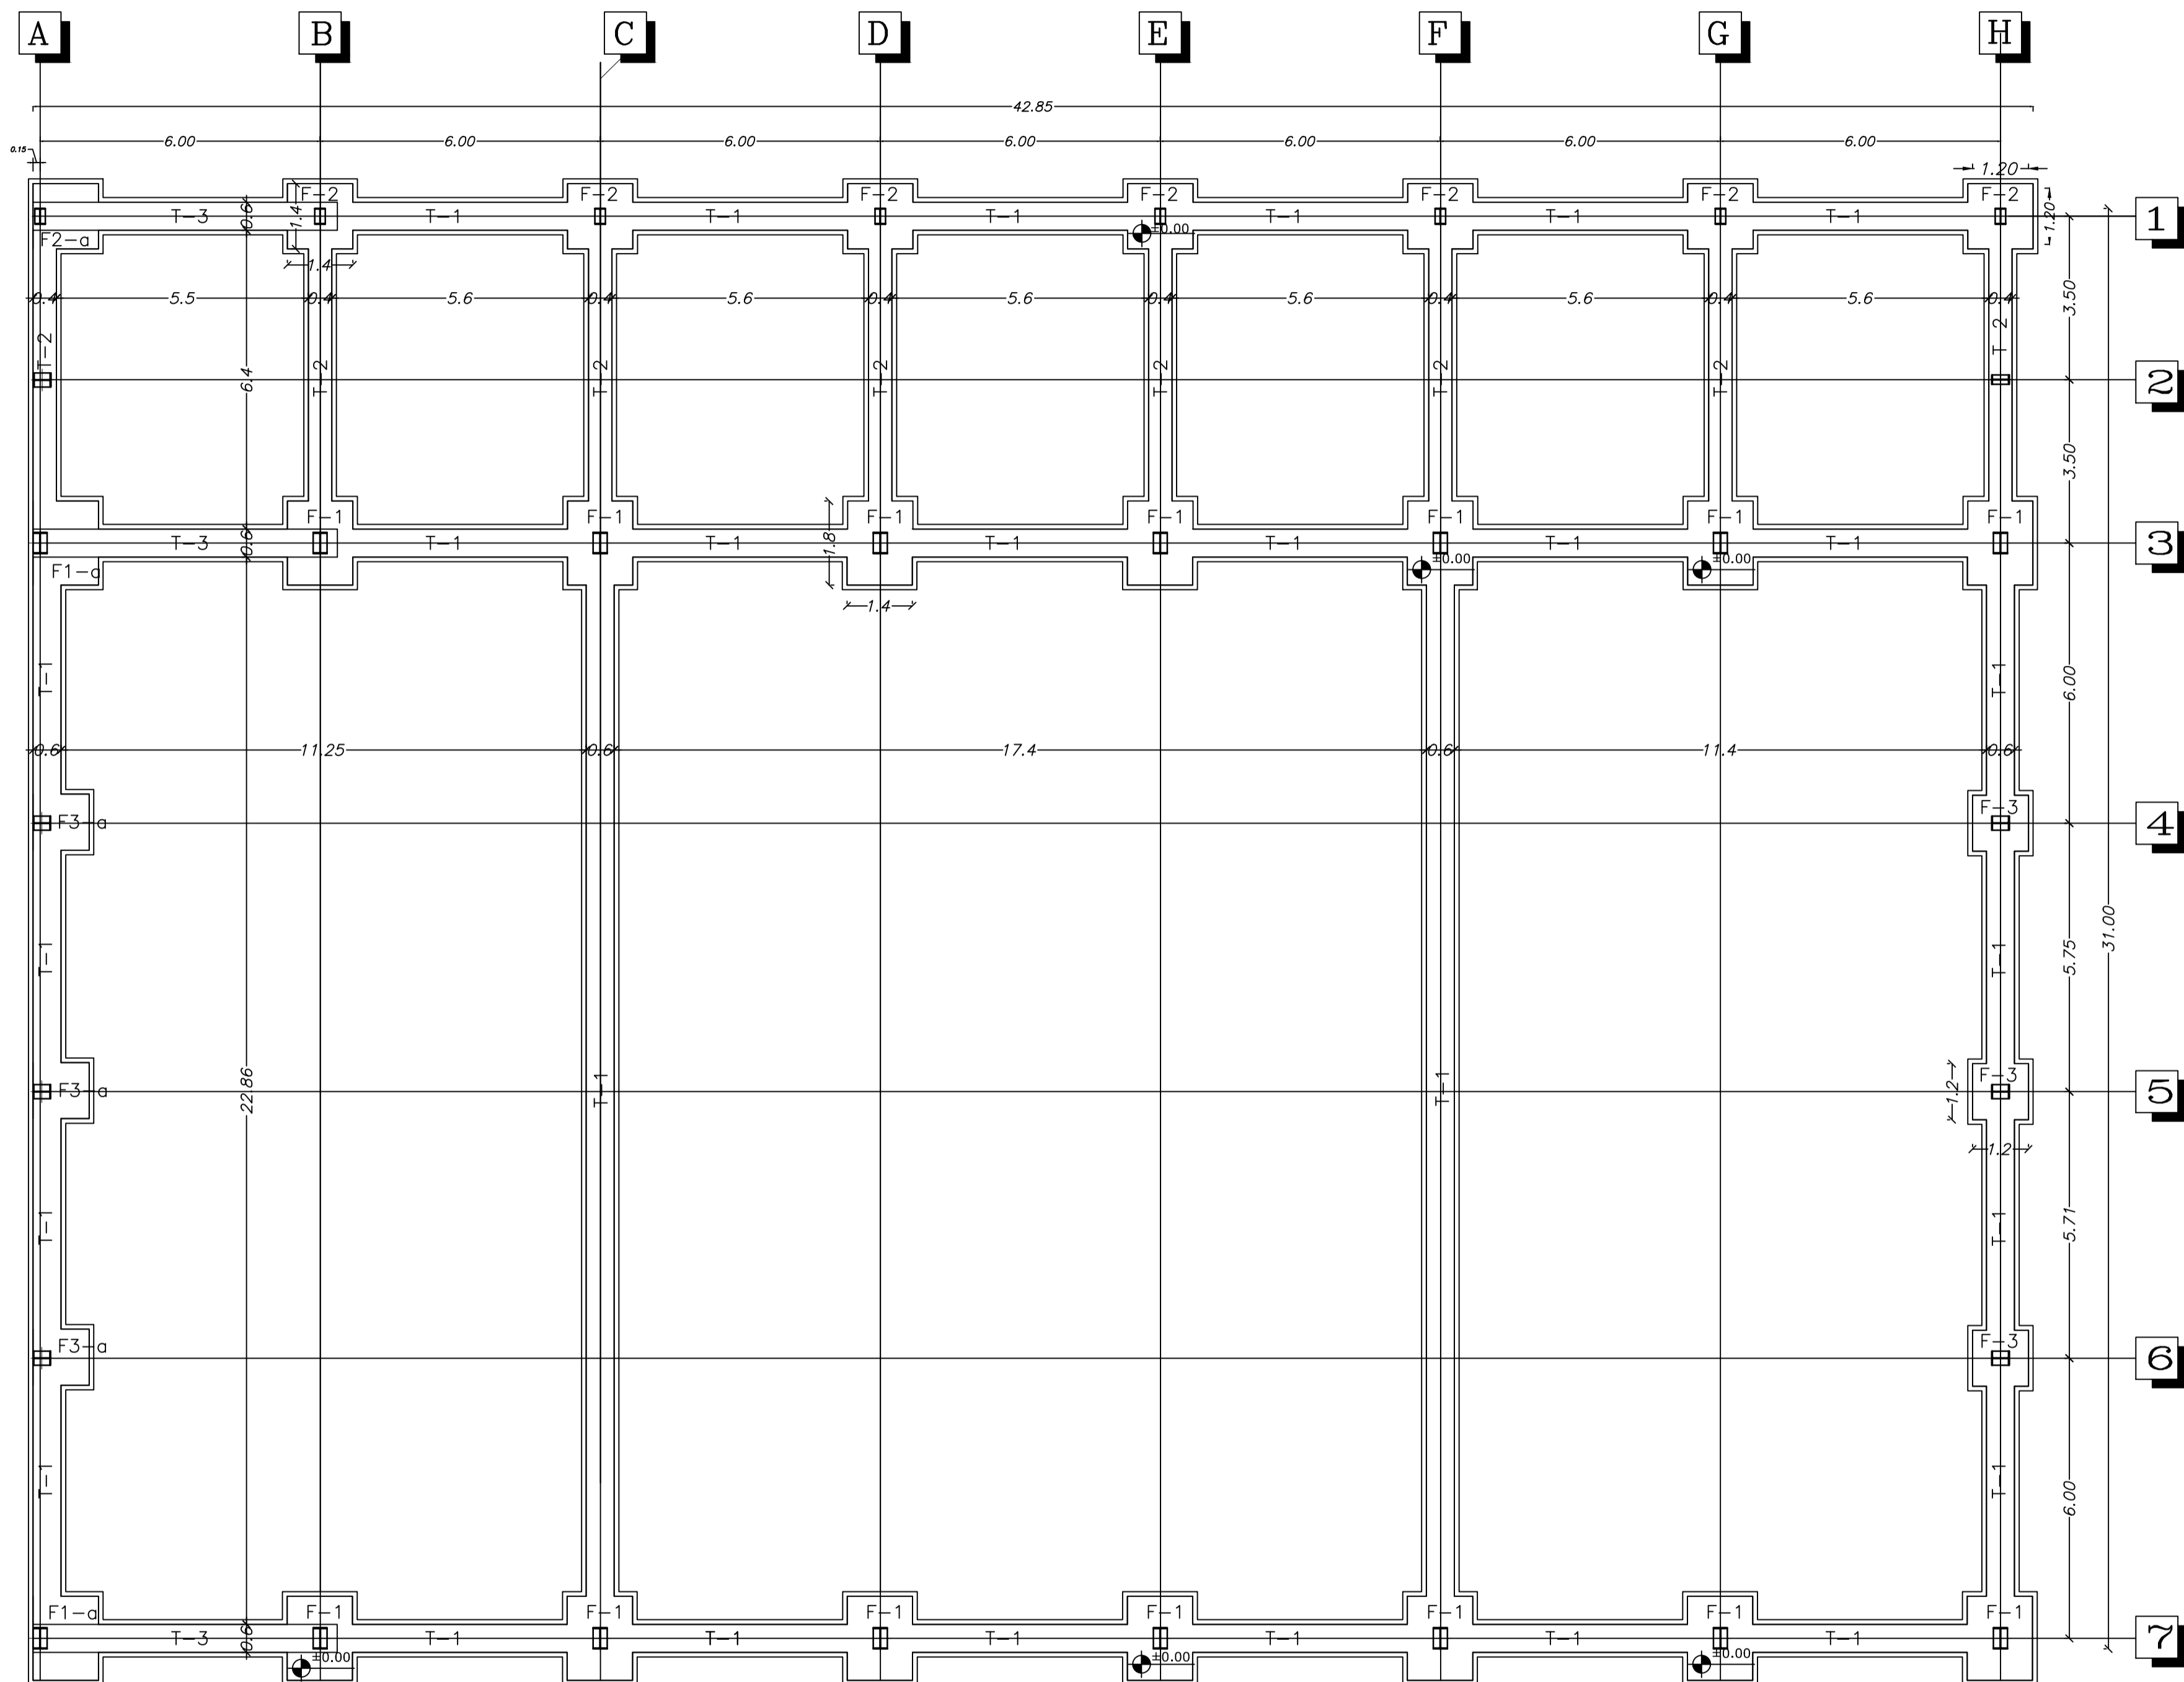 A B C D E F G H
42.85
6.00 6.00 6.00 6.00 6.00 6.00 6.00
0.15
1.20
F-2 F-2 F-2 F-2 F-2 F-2 F-2
T-3 0.6 1.4 T-1 T-1 T-1 T-1 T-1 T-1 1.20 1
F2-a ±0.00
1.4
0.4 5.5 0.4 5.6 0.4 5.6 0.4 5.6 0.4 5.6 0.4 5.6 0.4 5.6 0.4 3.50
T-2 6.4 T-2 T-2 T-2 T-2 T-2 T-2 T 2 2
3.50
F-1 F-1 F-1 F-1 F-1 F-1 F-1
T-3 0.6 T-1 T-1 1.8 T-1 T-1 T-1 T-1 3
F1-a ±0.00 ±0.00
1.4
T-1 T-1 6.00
0.6 11.25 0.6 17.4 0.6 11.4 0.6
F3-a F-3 4
T-1 T-1 5.75 31.00
F3-a 22.86 T-1 T-1 1.2 F-3 5
1.2
T-1 T-1 5.71
F3-a F-3 6
T-1 T-1 6.00
F1-a F-1 F-1 F-1 F-1 F-1 F-1 F-1
T-3 0.6 T-1 T-1 T-1 T-1 T-1 T-1 7
±0.00 ±0.00 ±0.00